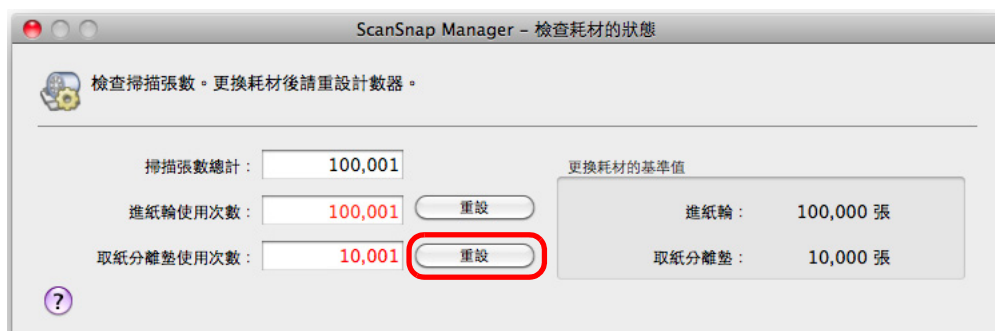 ScanSnap Manager – 檢查耗材的狀態
檢查掃描張數。更換耗材後請重設計數器。
掃描張數總計： 100,001
更換耗材的基準值
進紙輪使用次數： 100,001 重設
進紙輪： 100,000 張
取紙分離墊使用次數： 10,001 重設
取紙分離墊： 10,000 張
?